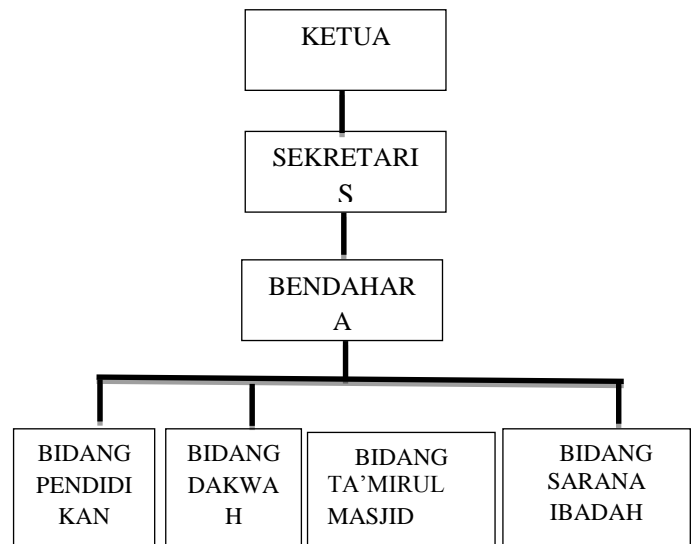 KETUA
SEKRETARI
S
BENDAHAR
A
BIDANG
PENDIDI
KAN
BIDANG
DAKWA
H
BIDANG
TA’MIRUL
MASJID
BIDANG
SARANA
IBADAH